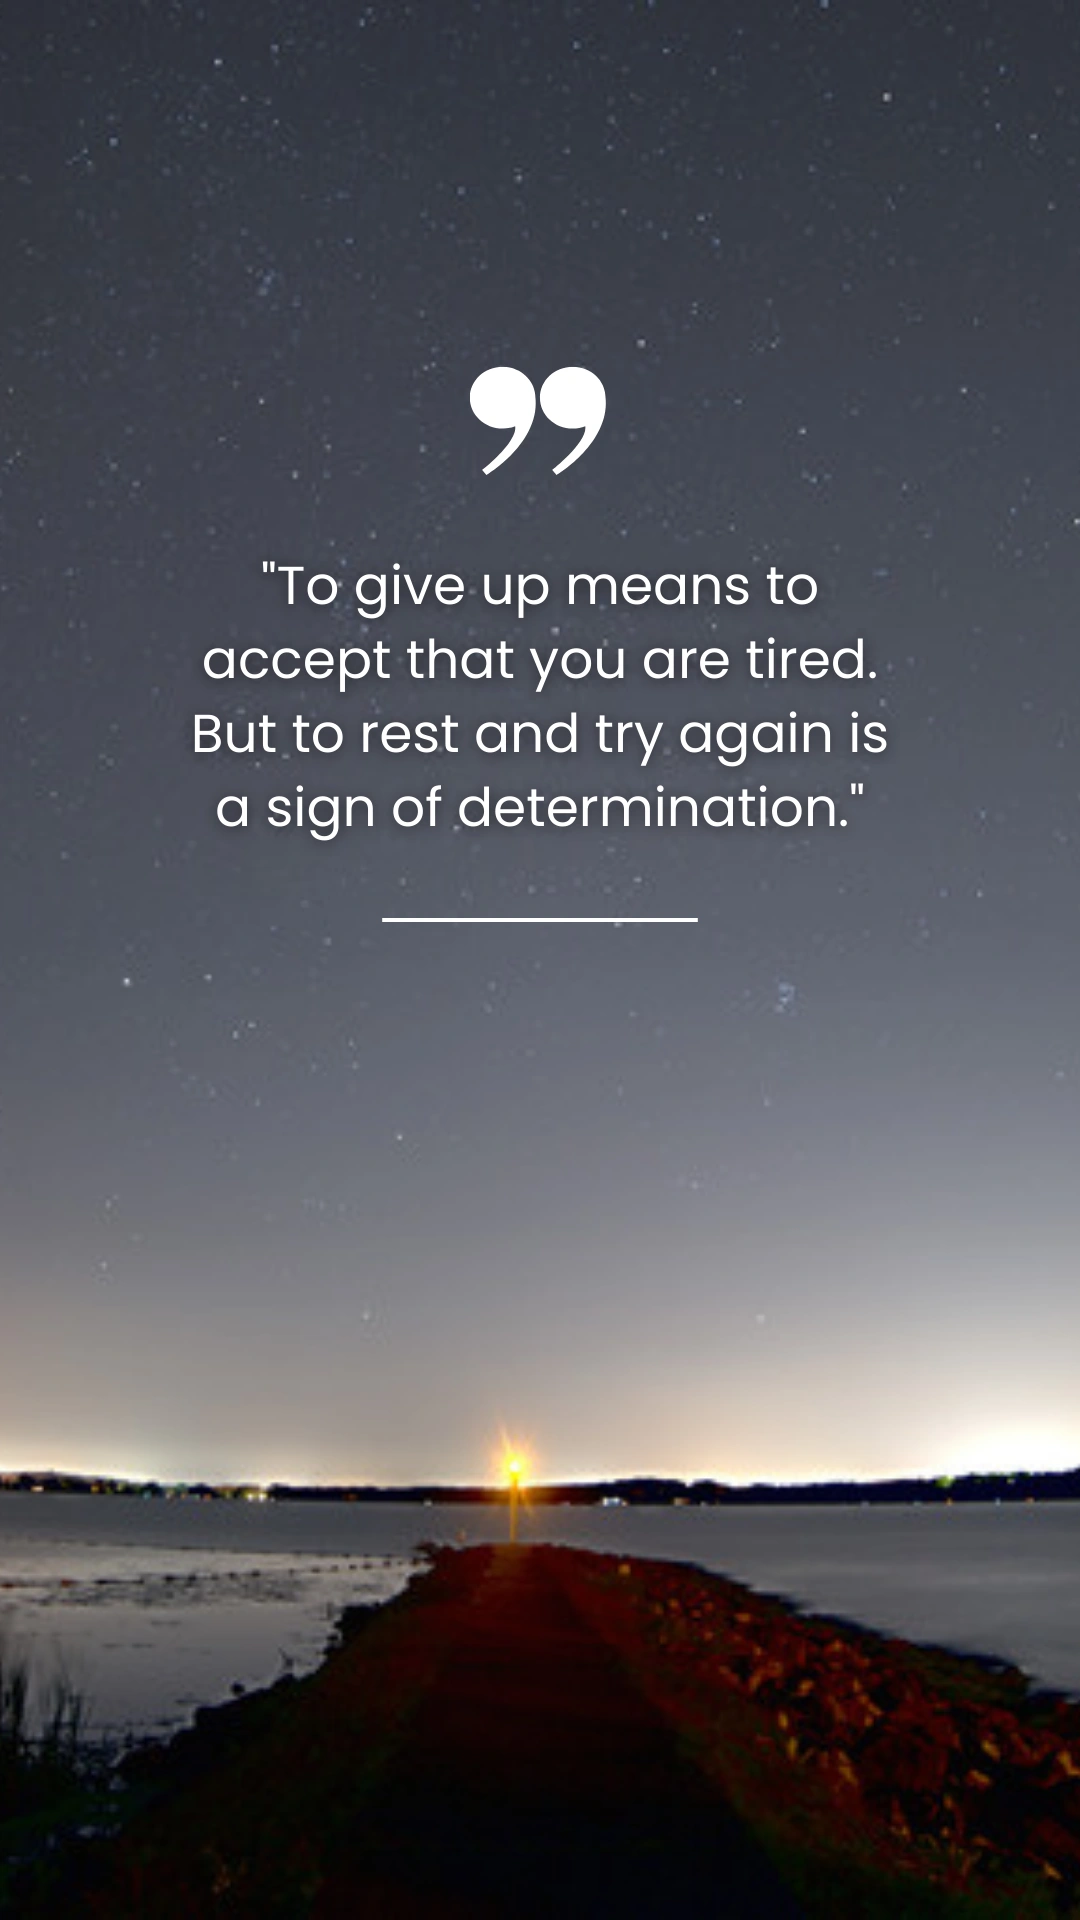 "To give up means to
accept that you are tired.
But to rest and try again is
a sign of determination."